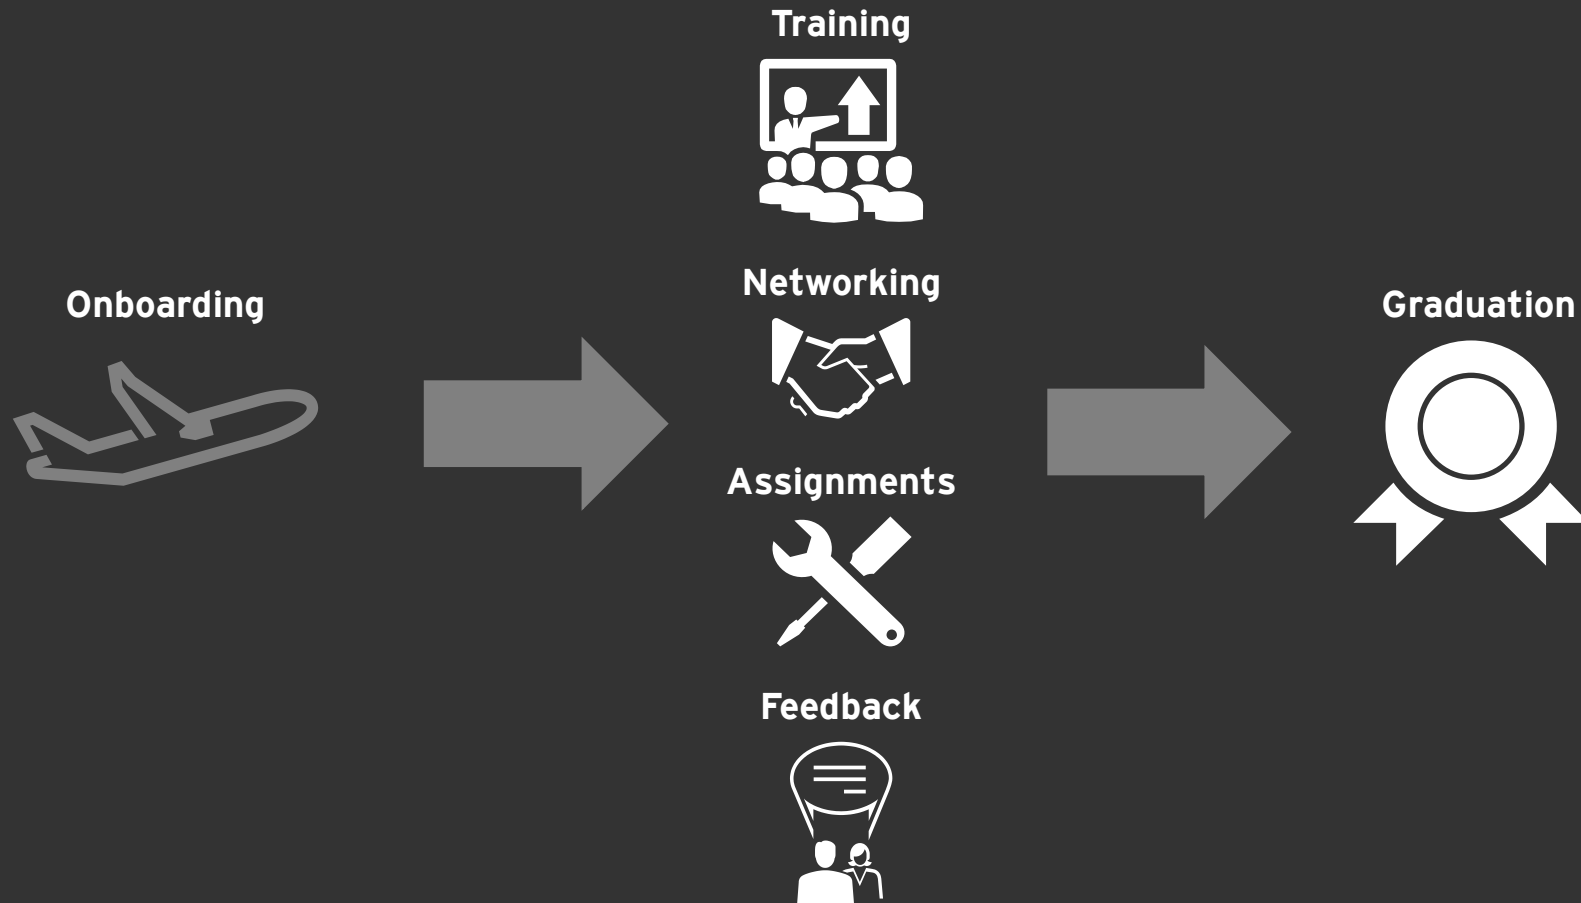 Onboarding
Training
Networking
Assignments
Feedback
Graduation